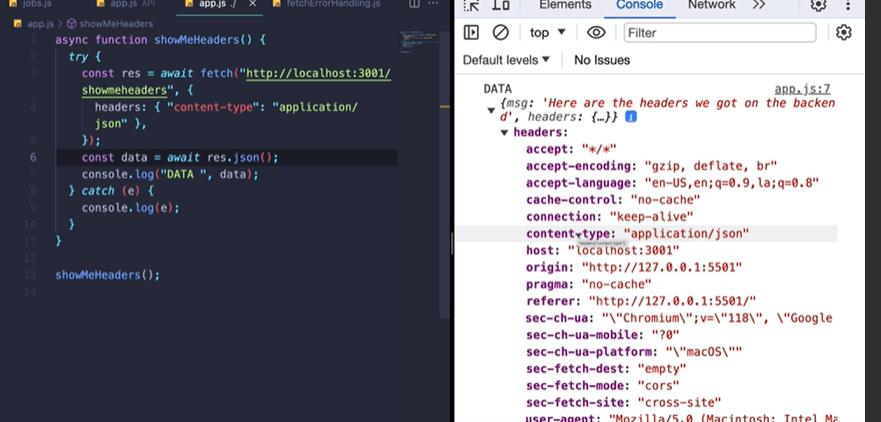 jobs.js
app.js API
app.js ./
fetchErrorHandling.js
app.js > showMeHeaders
1 async function showMeHeaders() {
2 try {
3 const res = await fetch("http://localhost:3001/
showmeheaders", {
4 headers: { "content-type": "application/
json" },
5 });
6 const data = await res.json();
7 console.log("DATA ", data);
8 } catch (e) {
9 console.log(e);
10 }
11 }
12
13 showMeHeaders();
14
Elements Console Network
top Filter
Default levels No Issues
DATA app.js:7
{msg: 'Here are the headers we got on the backen
d', headers: {…}}
headers:
accept: "*/*"
accept-encoding: "gzip, deflate, br"
accept-language: "en-US,en;q=0.9,la;q=0.8"
cache-control: "no-cache"
connection: "keep-alive"
content-type: "application/json"
host: "localhost:3001"
origin: "http://127.0.0.1:5501"
pragma: "no-cache"
referer: "http://127.0.0.1:5501/"
sec-ch-ua: "\"Chromium\";v=\"118\", \"Google
sec-ch-ua-mobile: "?0"
sec-ch-ua-platform: "\"macOS\""
sec-fetch-dest: "empty"
sec-fetch-mode: "cors"
sec-fetch-site: "cross-site"
user-agent: "Mozilla/5.0 (Macintosh; Intel Ma